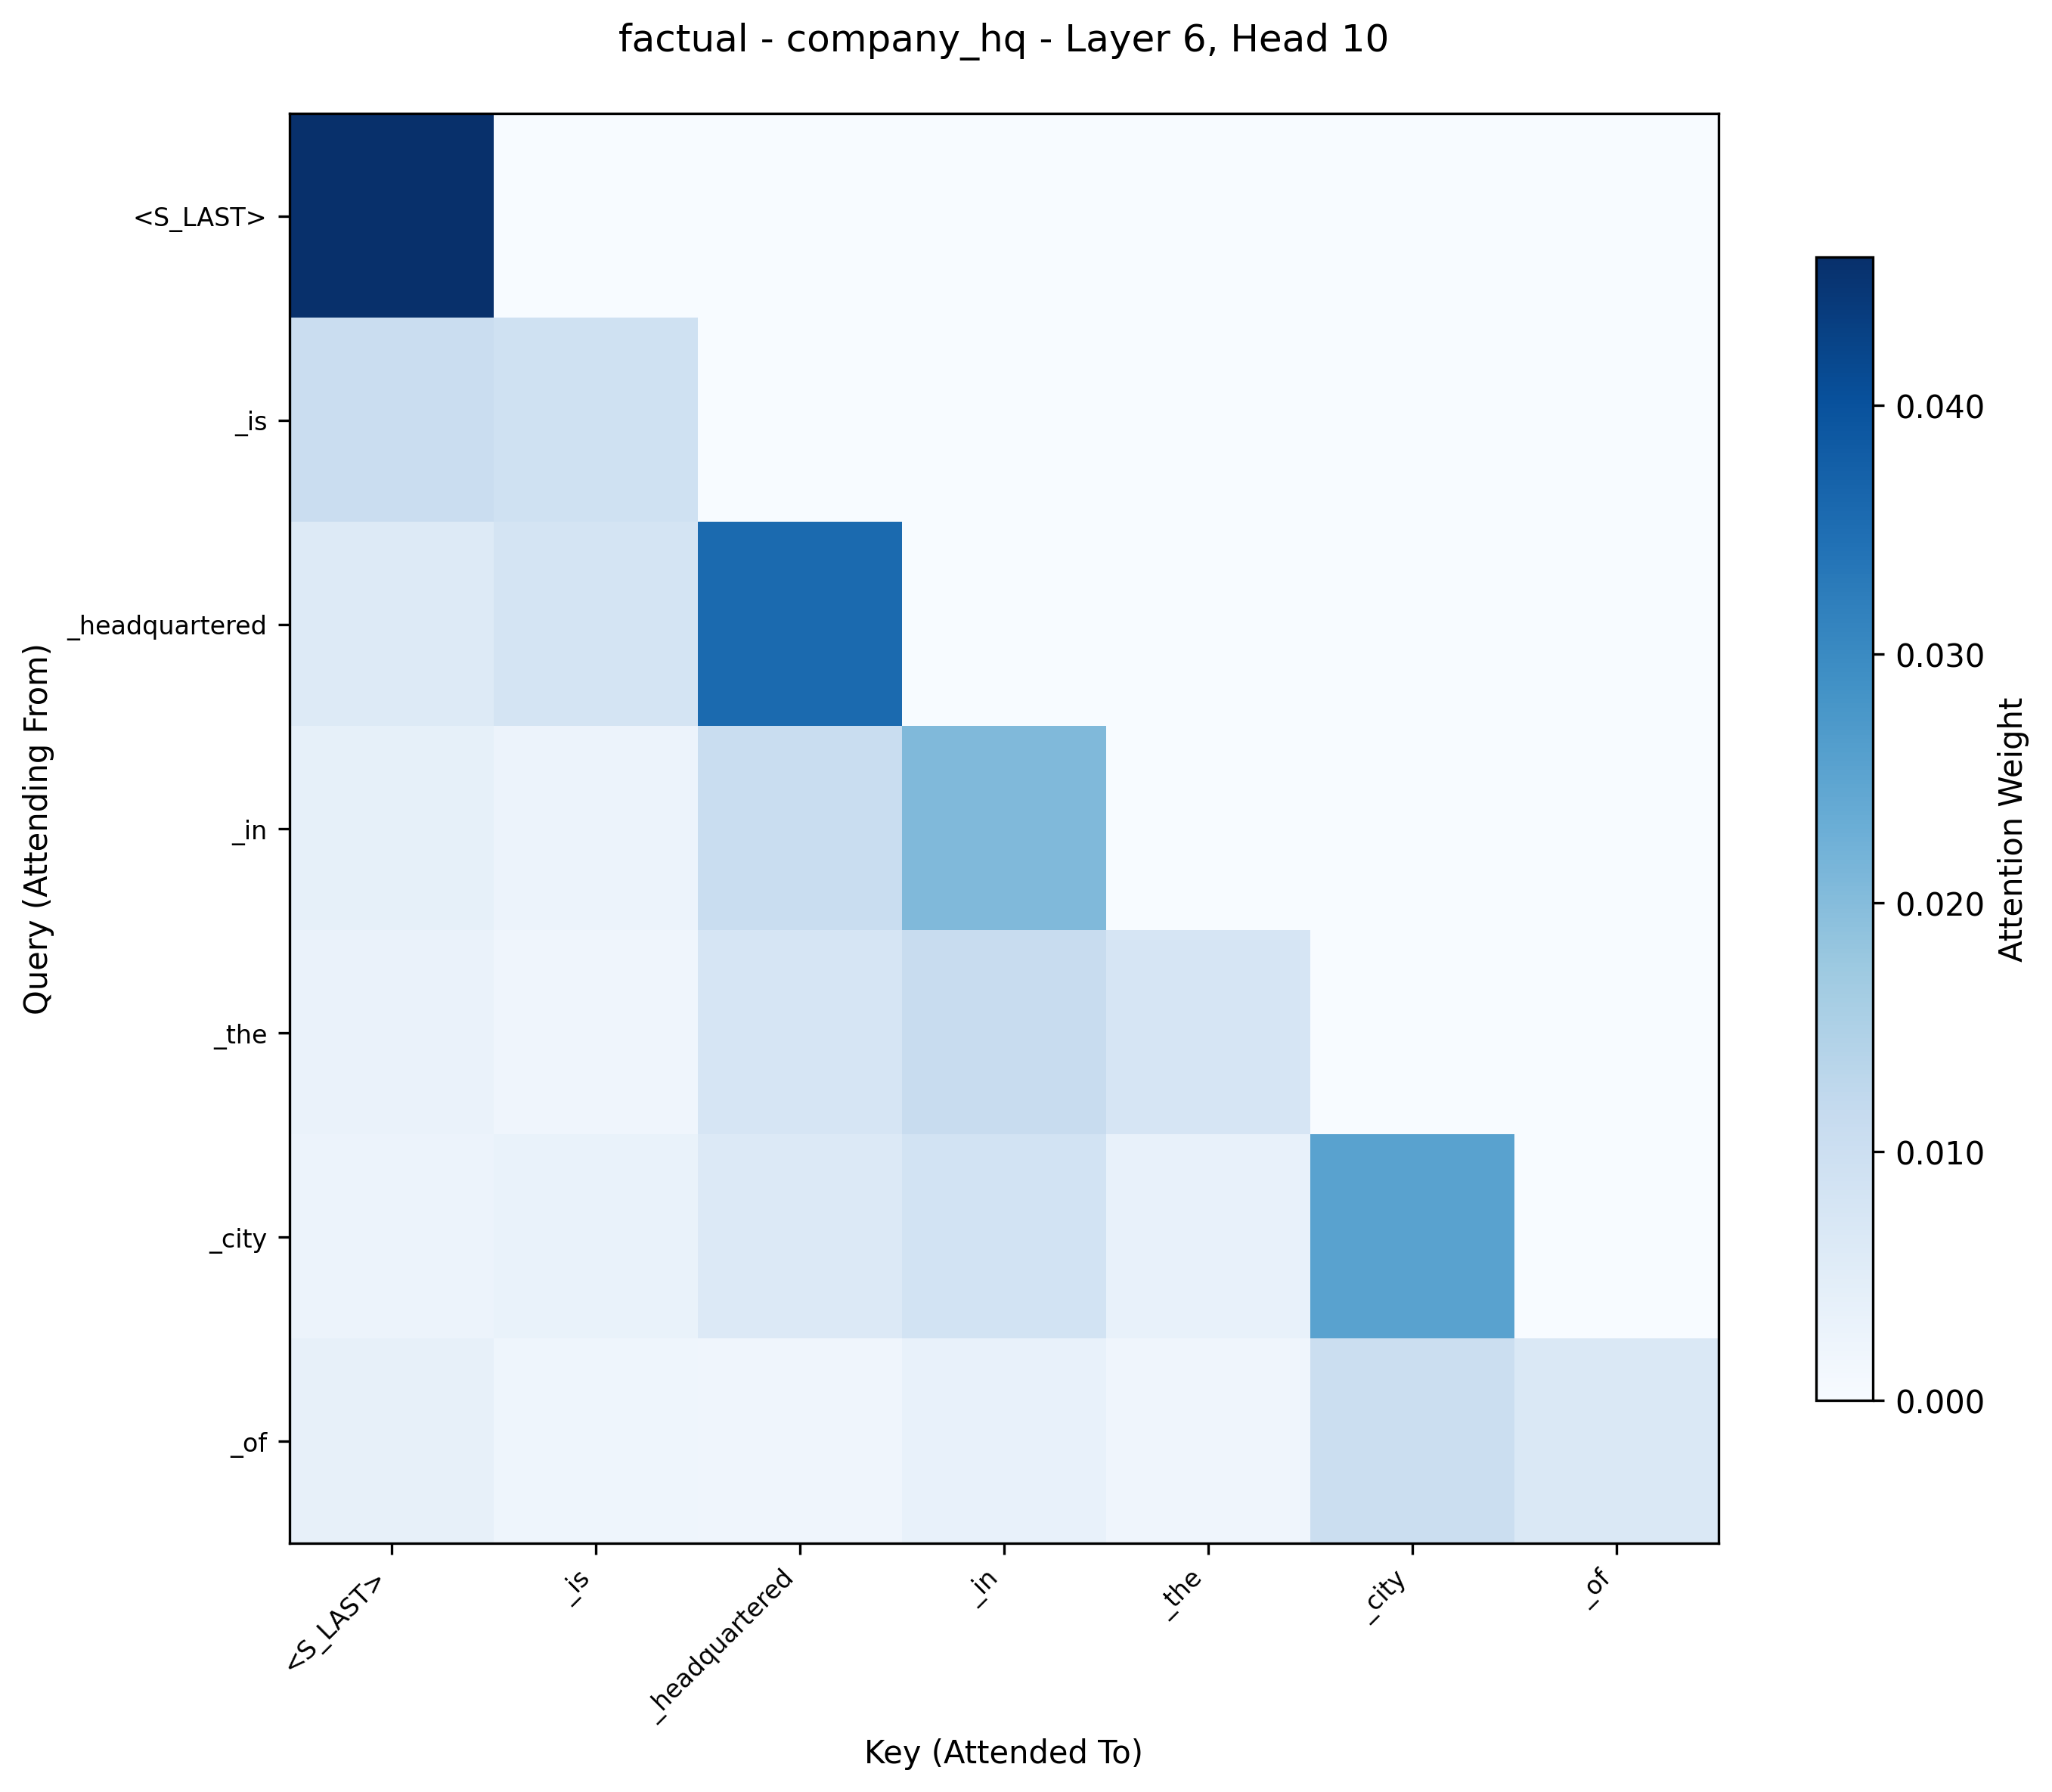 factual - company_hq - Layer 6, Head 10
Query (Attending From)
<S_LAST>
_is
_headquartered
_in
_the
_city
_of
<S_LAST>
_is
_headquartered
_in
_the
_city
_of
Key (Attended To)
0.040
0.030
0.020
0.010
0.000
Attention Weight